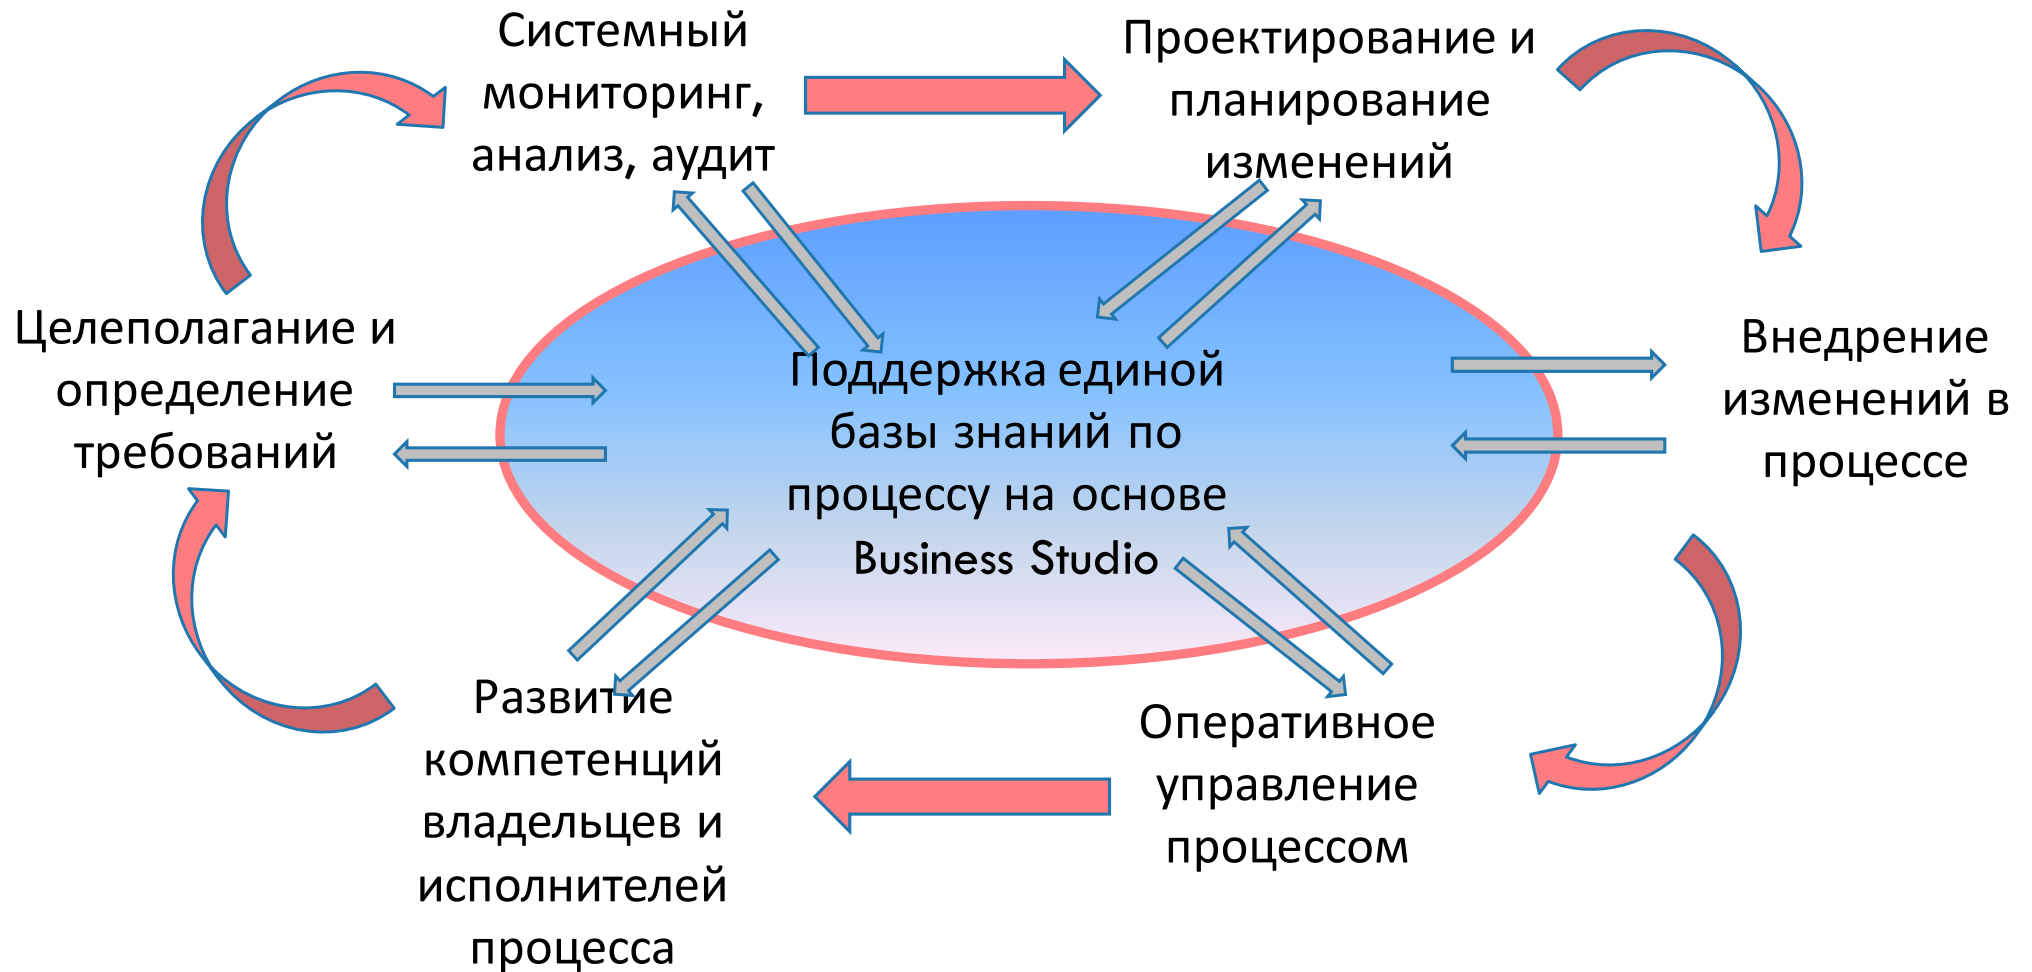 Системный
мониторинг,
анализ, аудит
Проектирование и
планирование
изменений
Целеполагание и
определение
требований
Поддержка единой
базы знаний по
процессу на основе
Business Studio
Внедрение
изменений в
процессе
Развитие
компетенций
владельцев и
исполнителей
процесса
Оперативное
управление
процессом